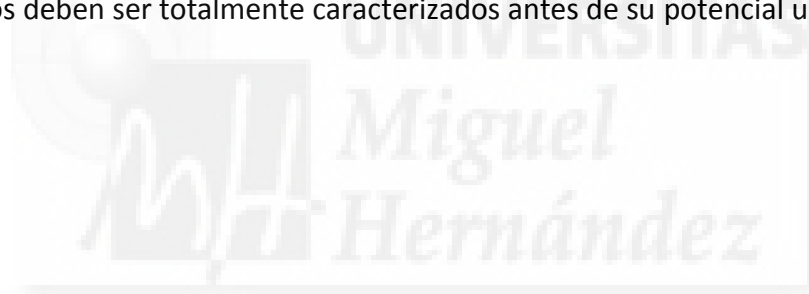 os deben ser totalmente caracterizados antes de su potencial u
UNIVERSITAS
Miguel
Hernández